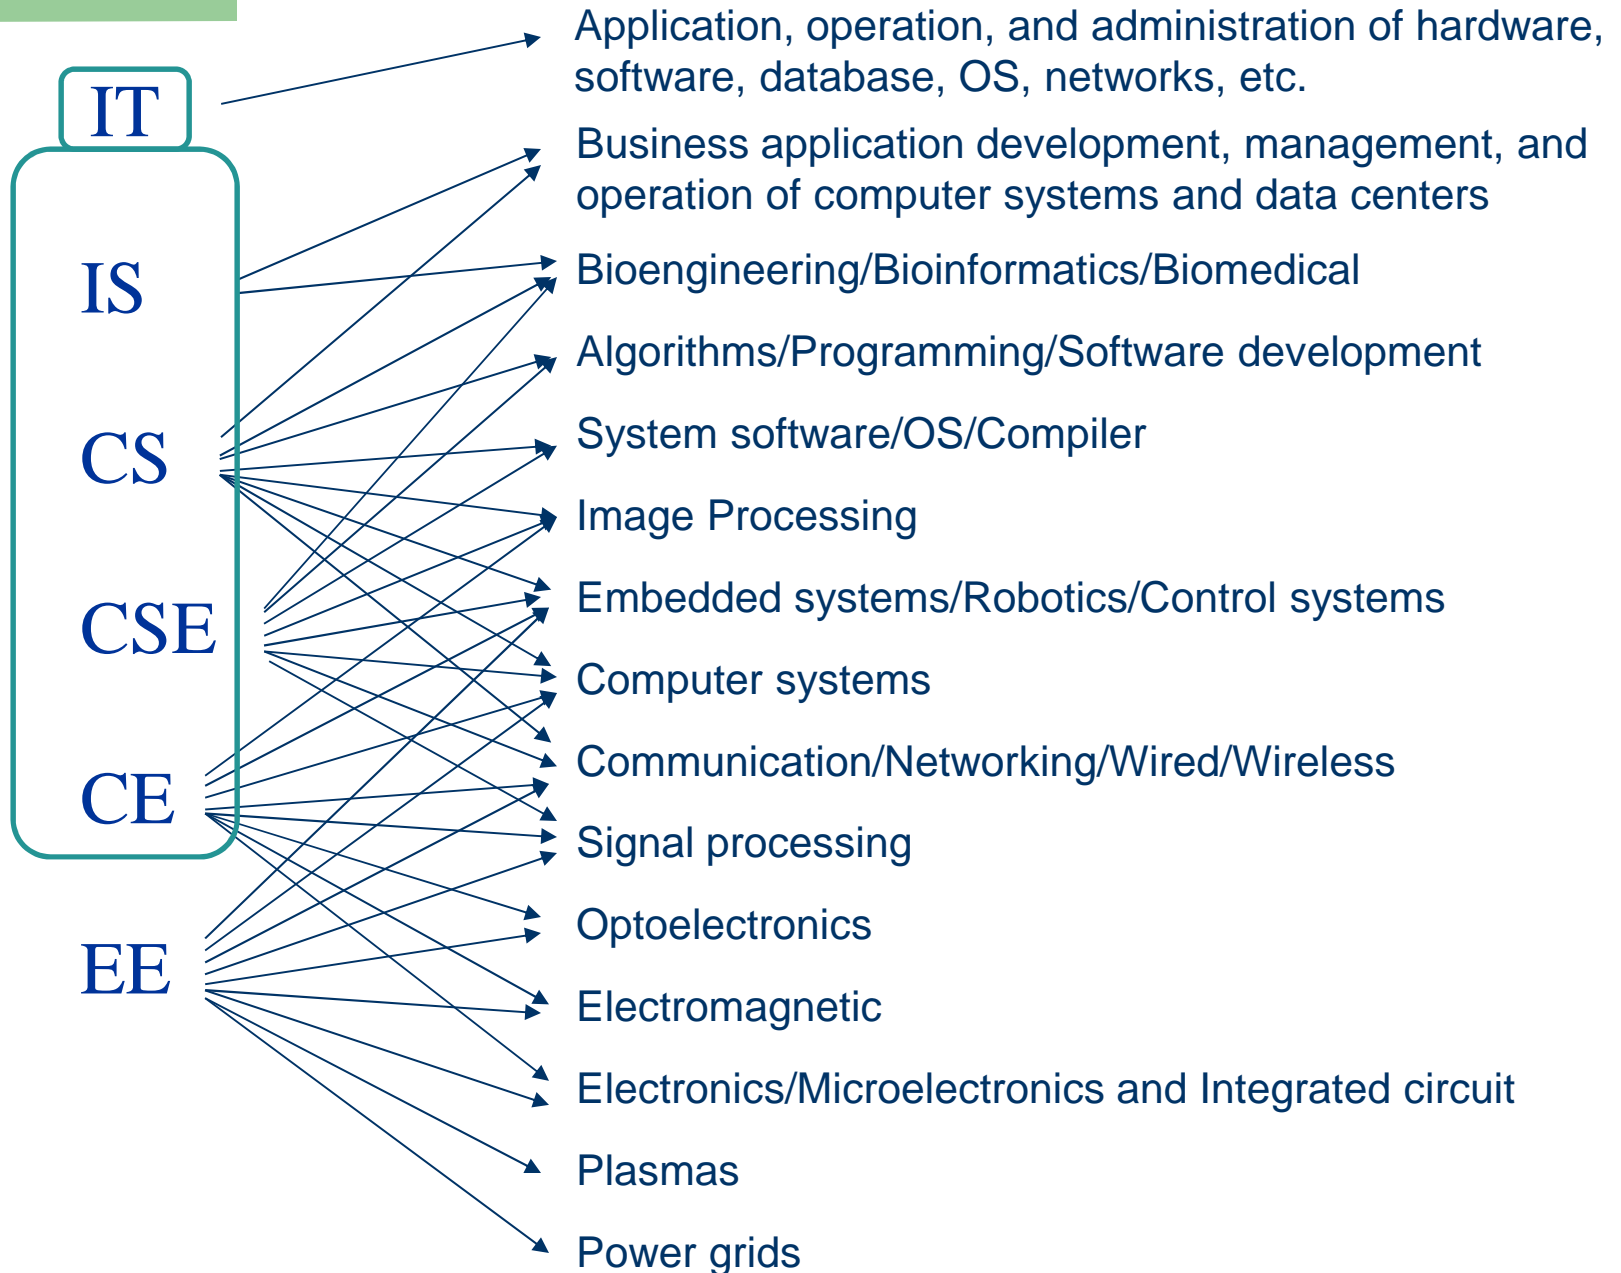 IT
IS
CS
CSE
CE
EE
Application, operation, and administration of hardware,
software, database, OS, networks, etc.
Business application development, management, and
operation of computer systems and data centers
Bioengineering/Bioinformatics/Biomedical
Algorithms/Programming/Software development
System software/OS/Compiler
Image Processing
Embedded systems/Robotics/Control systems
Computer systems
Communication/Networking/Wired/Wireless
Signal processing
Optoelectronics
Electromagnetic
Electronics/Microelectronics and Integrated circuit
Plasmas
Power grids